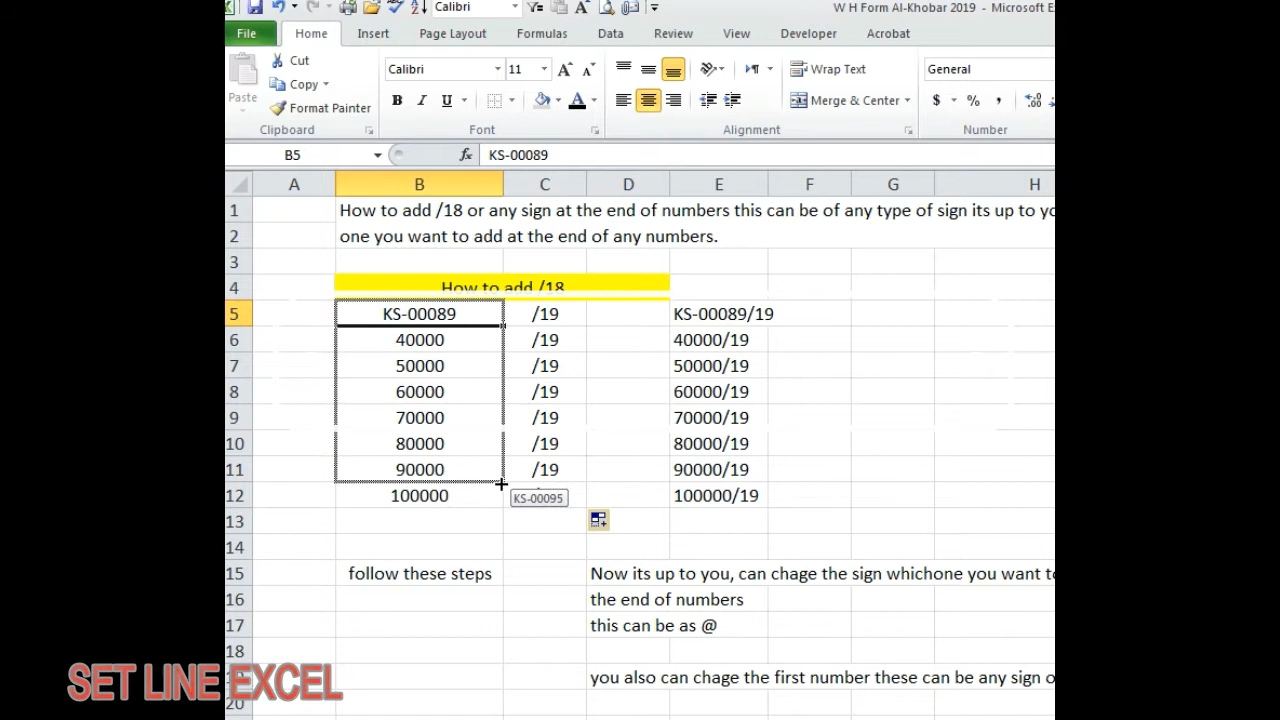 Calibri
W H Form Al-Khobar 2019 - Microsoft E
File Home Insert Page Layout Formulas Data Review View Developer Acrobat
Paste
Cut
Copy
Format Painter
Clipboard
Calibri 11
B I U A
Font
Wrap Text
Merge & Center
Alignment
General
$ % ,
Number
B5 fx KS-00089
A B C D E F G H
1 How to add /18 or any sign at the end of numbers this can be of any type of sign its up to yo
2 one you want to add at the end of any numbers.
3
4 How to add /18
5 KS-00089 /19 KS-00089/19
6 40000 /19 40000/19
7 50000 /19 50000/19
8 60000 /19 60000/19
9 70000 /19 70000/19
10 80000 /19 80000/19
11 90000 /19 90000/19
12 100000 100000/19
KS-00095
13
14
15 follow these steps Now its up to you, can chage the sign whichone you want to
16 the end of numbers
17 this can be as @
18
you also can chage the first number these can be any sign o
20
SET LINE EXCEL